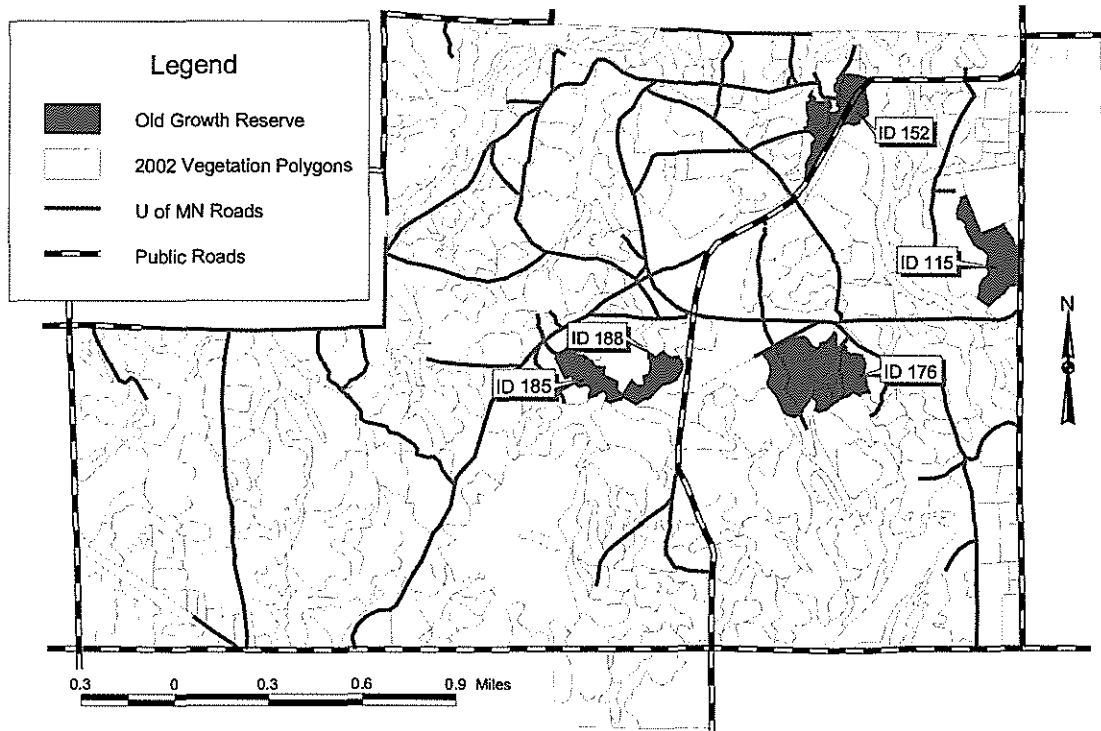 Legend
Old Growth Reserve
2002 Vegetation Polygons
U of MN Roads
Public Roads
ID 152
ID 115
N
ID 188
ID 185
ID 176
0.3 0 0.3 0.6 0.9 Miles